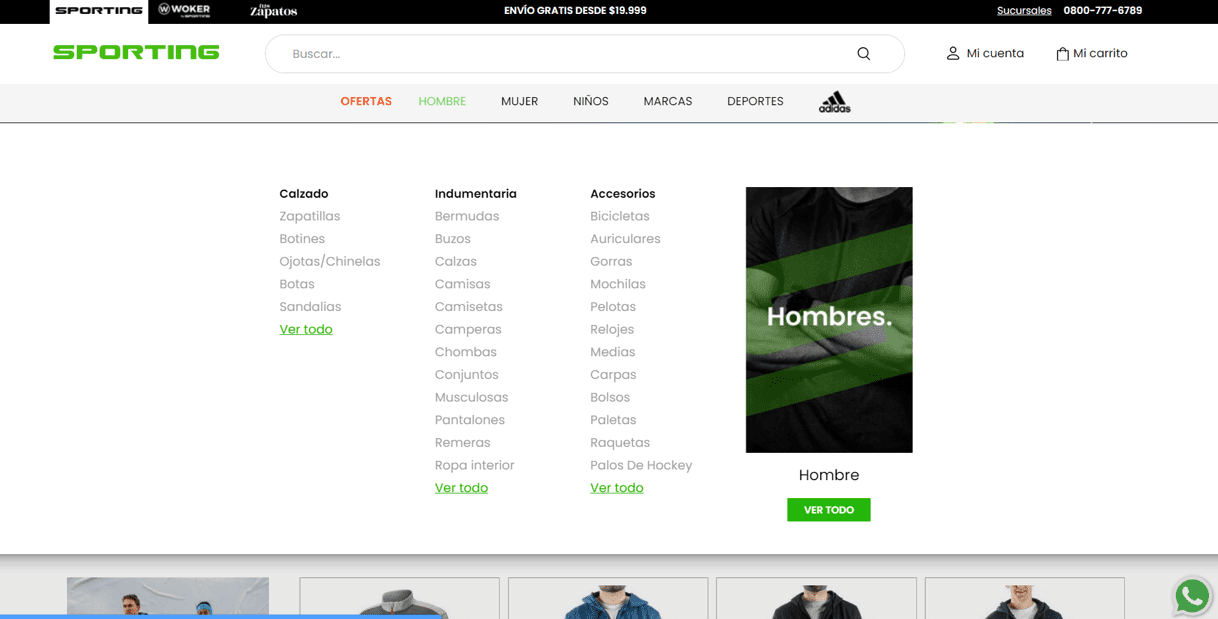 SPORTING
WOKER
by SPORTING
Zapatos
ENVÍO GRATIS DESDE $19.999
Sucursales
0800-777-6789
SPORTING
Buscar...
Mi cuenta
Mi carrito
OFERTAS
HOMBRE
MUJER
NIÑOS
MARCAS
DEPORTES
adidas
Calzado
Zapatillas
Botines
Ojotas/Chinelas
Botas
Sandalias
Ver todo
Indumentaria
Bermudas
Buzos
Calzas
Camisas
Camisetas
Camperas
Chombas
Conjuntos
Musculosas
Pantalones
Remeras
Ropa interior
Ver todo
Accesorios
Bicicletas
Auriculares
Gorras
Mochilas
Pelotas
Relojes
Medias
Carpas
Bolsos
Paletas
Raquetas
Palos De Hockey
Ver todo
Hombres.
Hombre
VER TODO